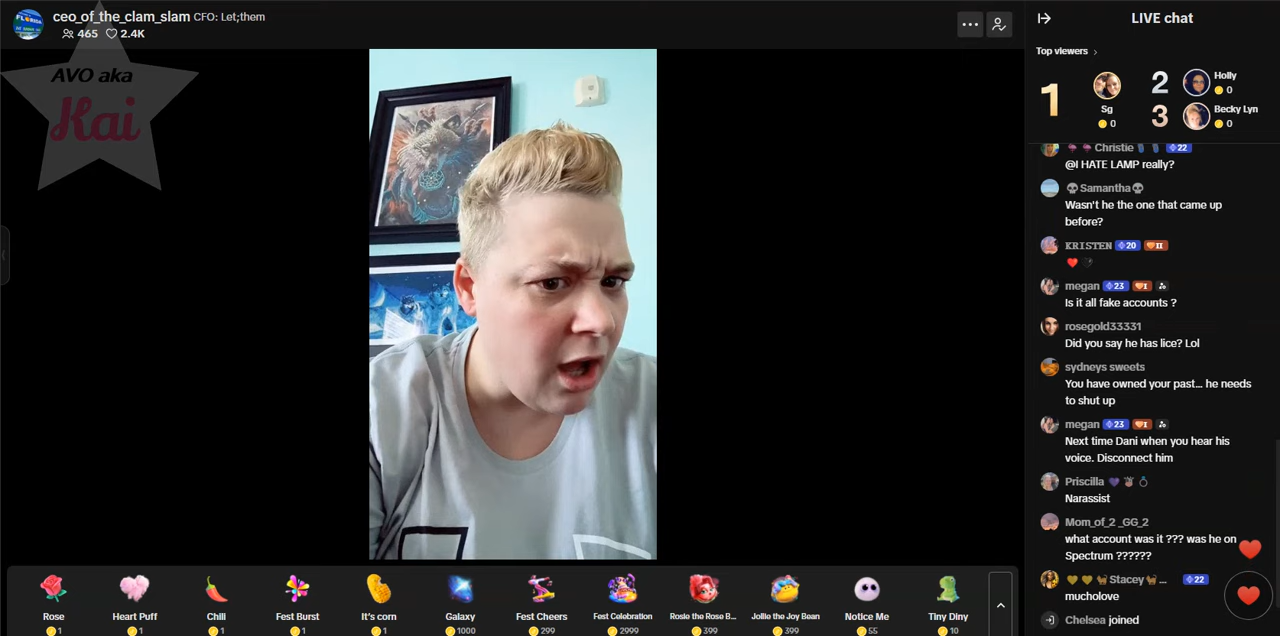 ceo_of_the_clam_slam CFO: Let;them
465 2.4K
AVO aka
Kai
LIVE chat
Top viewers
1
Sg
0
2
Holly
0
3
Becky Lyn
0
Christie 22
@I HATE LAMP really?
Samantha
Wasn't he the one that came up
before?
KRISTEN 20 II
megan 23 I
Is it all fake accounts ?
rosegold33331
Did you say he has lice? Lol
sydneys sweets
You have owned your past... he needs
to shut up
megan 23 I
Next time Dani when you hear his
voice. Disconnect him
Priscilla
Narassist
Mom_of_2 _GG_2
what account was it ??? was he on
Spectrum ??????
Stacey ... 22
mucholove
Chelsea joined
Rose
1
Heart Puff
1
Chili
1
Fest Burst
1
It's corn
1
Galaxy
1000
Fest Cheers
299
Fest Celebration
2999
Rosie the Rose B...
399
Jollie the Joy Bean
399
Notice Me
55
Tiny Diny
10